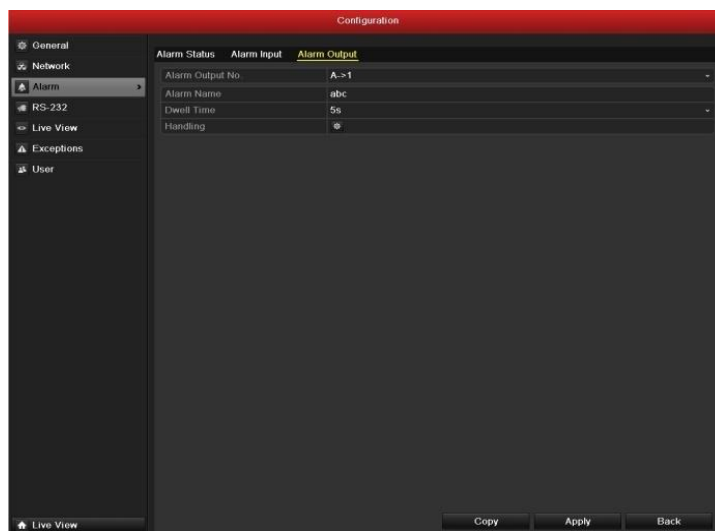 Configuration
General
Network
Alarm
RS-232
Live View
Exceptions
User
Alarm Status Alarm Input Alarm Output
Alarm Output No. A->1
Alarm Name abc
Dwell Time 5s
Handling
Copy Apply Back
Live View